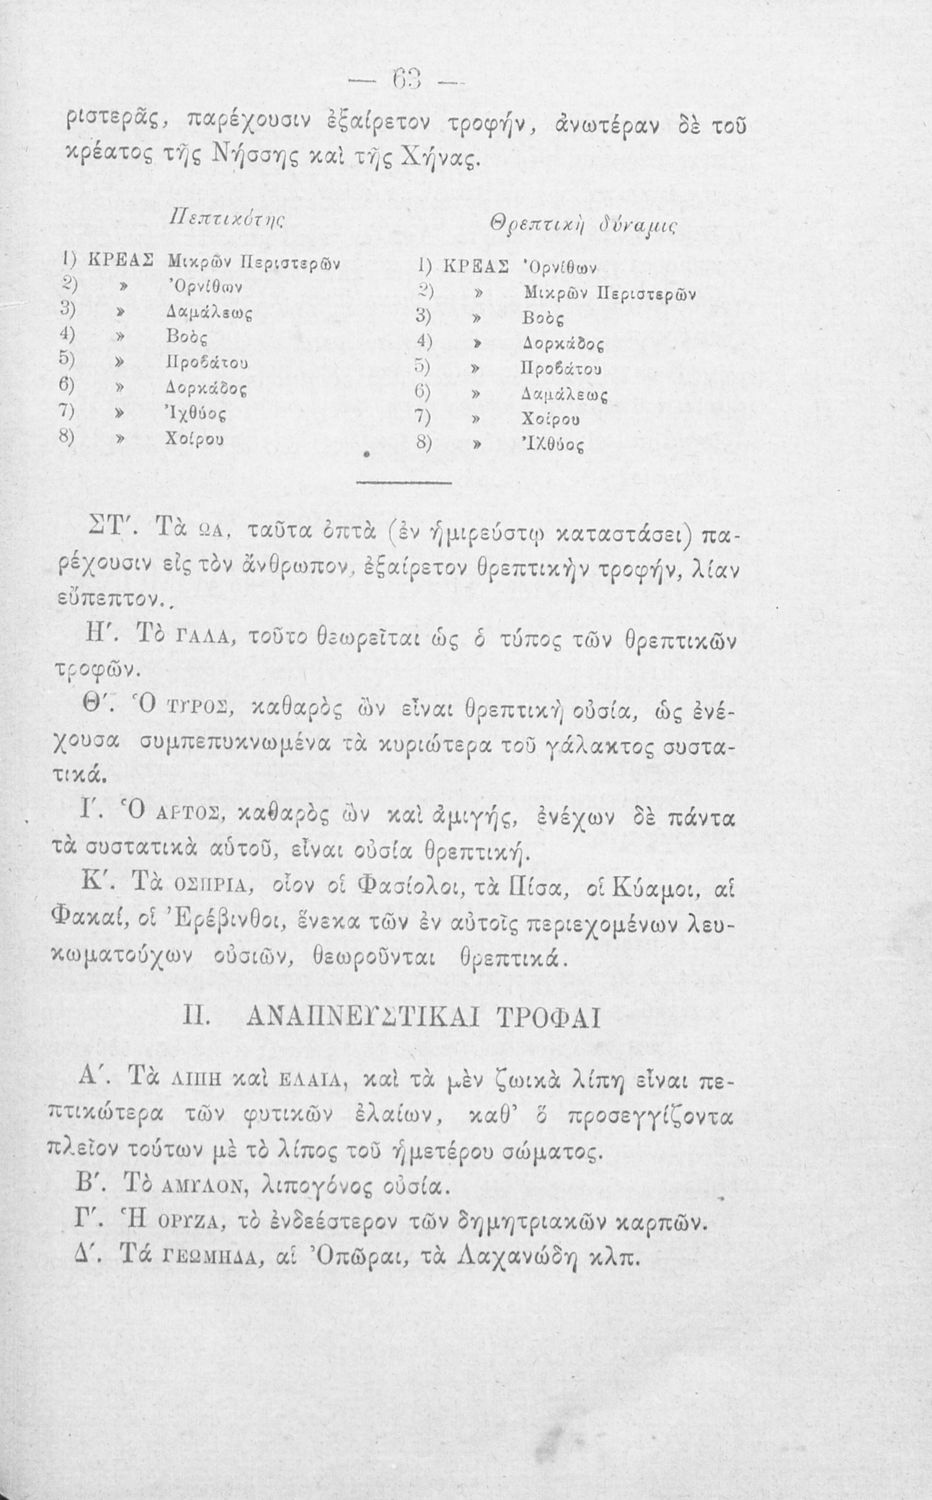 — 63 —
ριστερᾶς, παρέχουσιν ἐξαίρετον τροφήν, ἀνωτέραν δὲ τοῦ
κρέατος τῆς Νήσσης καὶ τῆς Χήνας.
Πεπτικότης
1) ΚΡΕΑΣ Μικρῶν Περιστερῶν
2) » Ὀρνίθων
3) » Δαμάλεως
4) » Βοὸς
5) » Προβάτου
6) » Δορκάδος
7) » Ἰχθύος
8) » Χοίρου
Θρεπτικὴ δύναμις
1) ΚΡΕΑΣ Ὀρνίθων
2) » Μικρῶν Περιστερῶν
3) » Βοὸς
4) » Δορκάδος
5) » Προβάτου
6) » Δαμάλεως
7) » Χοίρου
8) » Ἰχθύος
ΣΤ΄. Τὰ ΩΑ, ταῦτα ὀπτὰ (ἐν ἡμιρεύστῳ καταστάσει) πα-
ρέχουσιν εἰς τὸν ἄνθρωπον, ἐξαίρετον θρεπτικὴν τροφήν, λίαν
εὔπεπτον..
Η΄. Τὸ ΓΑΛΑ, τοῦτο θεωρεῖται ὡς ὁ τύπος τῶν θρεπτικῶν
τροφῶν.
Θ΄. Ὁ ΤΥΡΟΣ, καθαρὸς ὢν εἶναι θρεπτικὴ οὐσία, ὡς ἐνέ-
χουσα συμπεπυκνωμένα τὰ κυριώτερα τοῦ γάλακτος συστα-
τικά.
Ι΄. Ὁ ΑΡΤΟΣ, καθαρὸς ὢν καὶ ἀμιγής, ἐνέχων δὲ πάντα
τὰ συστατικὰ αὑτοῦ, εἶναι οὐσία θρεπτική.
Κ΄. Τὰ ΟΣΠΡΙΑ, οἷον οἱ Φασίολοι, τὰ Πίσα, οἱ Κύαμοι, αἱ
Φακαί, οἱ Ἐρέβινθοι, ἕνεκα τῶν ἐν αὐτοῖς περιεχομένων λευ-
κωματούχων οὐσιῶν, θεωροῦνται θρεπτικά.
ΙΙ. ΑΝΑΠΝΕΥΣΤΙΚΑΙ ΤΡΟΦΑΙ
Α΄. Τὰ ΛΙΠΗ καὶ ΕΛΑΙΑ, καὶ τὰ μὲν ζωικὰ λίπη εἶναι πε-
πτικώτερα τῶν φυτικῶν ἐλαίων, καθ’ ὃ προσεγγίζοντα
πλεῖον τούτων μὲ τὸ λίπος τοῦ ἡμετέρου σώματος.
Β΄. Τὸ ΑΜΥΛΟΝ, λιπογόνος οὐσία.
Γ΄. Ἡ ΟΡΥΖΑ, τὸ ἐνδεέστερον τῶν δημητριακῶν καρπῶν.
Δ΄. Τά ΓΕΩΜΗΛΑ, αἱ Ὀπῶραι, τὰ Λαχανώδη κλπ.